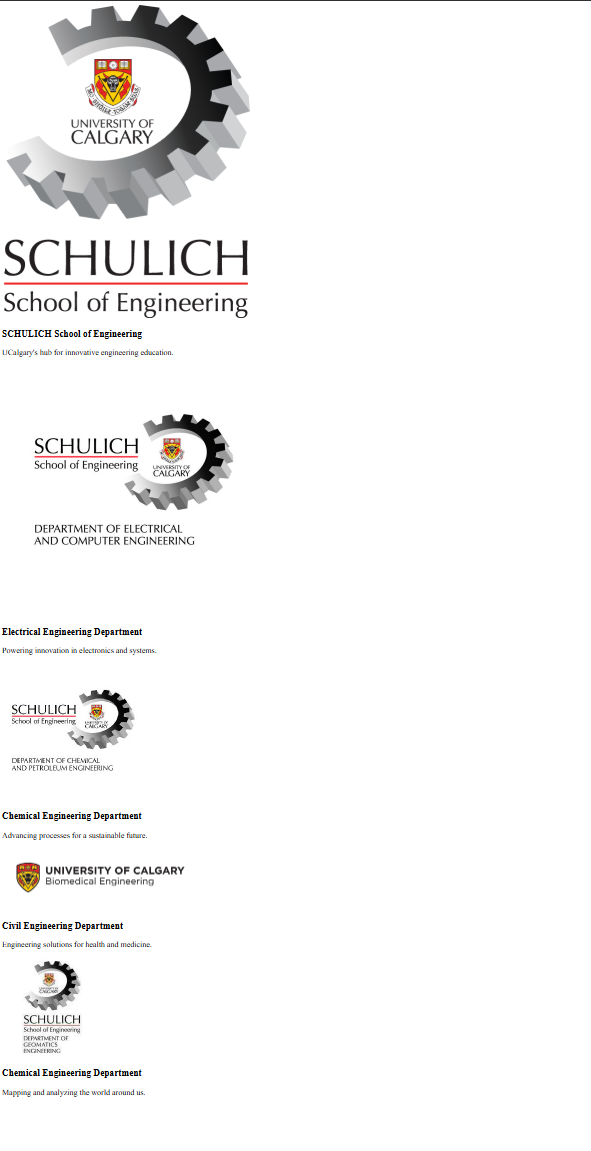 UNIVERSITY OF
CALGARY
SCHULICH
School of Engineering
SCHULICH School of Engineering
UCalgary's hub for innovative engineering education.
SCHULICH
School of Engineering
UNIVERSITY OF
CALGARY
DEPARTMENT OF ELECTRICAL
AND COMPUTER ENGINEERING
Electrical Engineering Department
Powering innovation in electronics and systems.
SCHULICH
School of Engineering
UNIVERSITY OF
CALGARY
DEPARTMENT OF CHEMICAL
AND PETROLEUM ENGINEERING
Chemical Engineering Department
Advancing processes for a sustainable future.
UNIVERSITY OF CALGARY
Biomedical Engineering
Civil Engineering Department
Engineering solutions for health and medicine.
UNIVERSITY OF
CALGARY
SCHULICH
School of Engineering
DEPARTMENT OF
GEOMATICS
ENGINEERING
Chemical Engineering Department
Mapping and analyzing the world around us.